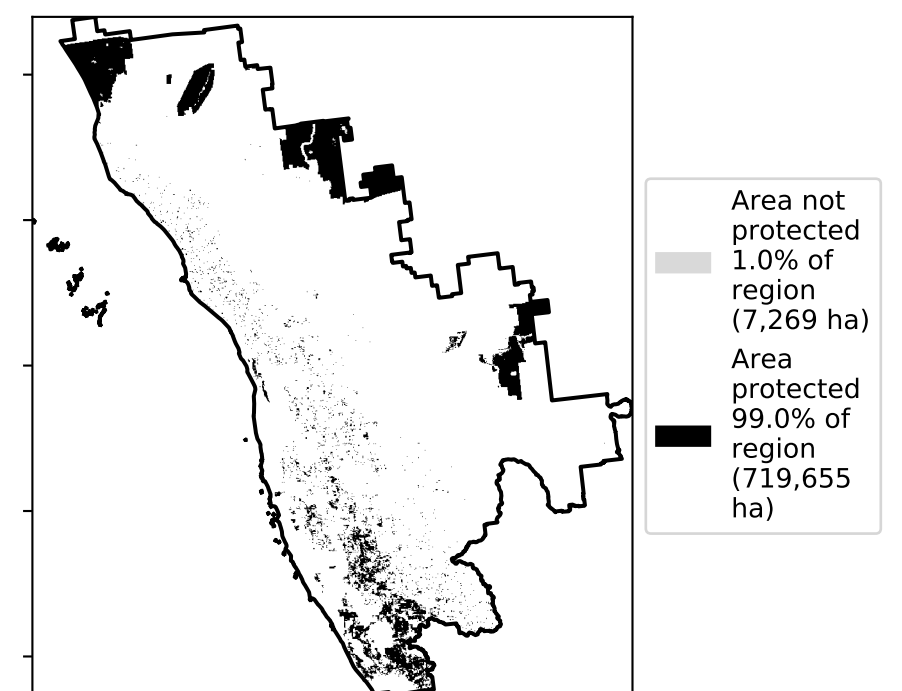 Area not
protected
1.0% of
region
(7,269 ha)
Area
protected
99.0% of
region
(719,655
ha)